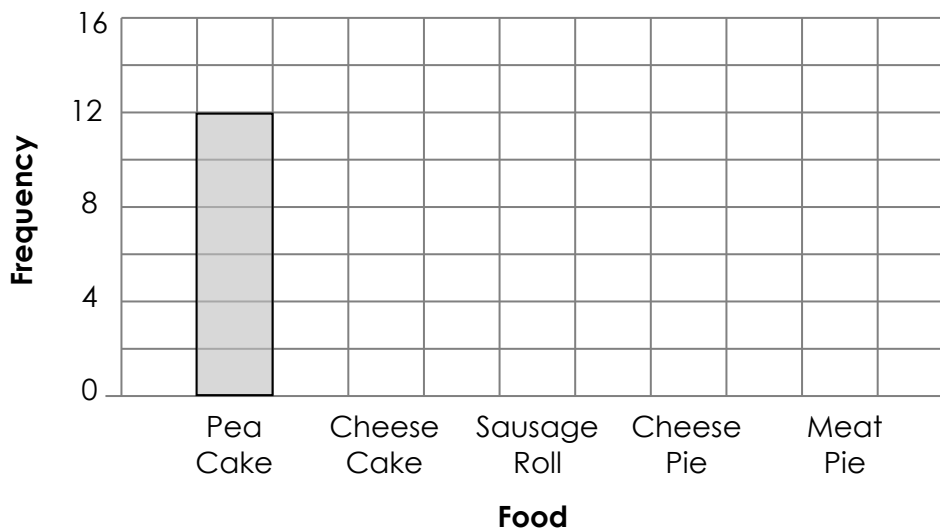 16
12
8
4
0
Frequency
Pea Cheese Sausage Cheese Meat
Cake Cake Roll Pie Pie
Food